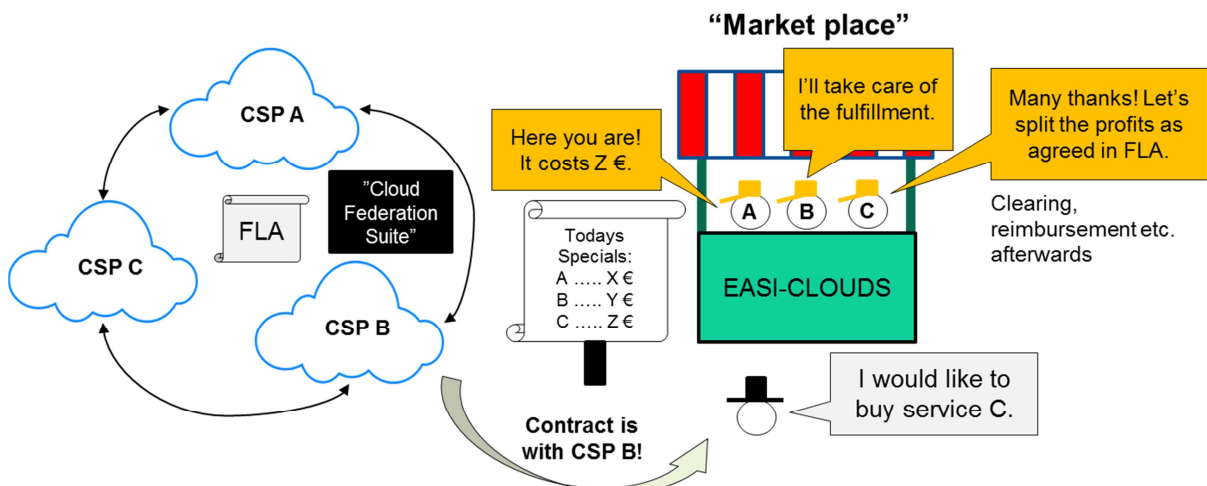 “Market place”
CSP A
CSP C
CSP B
FLA
”Cloud
Federation
Suite”
Here you are!
It costs Z €.
I’ll take care of
the fulfillment.
Many thanks! Let’s
split the profits as
agreed in FLA.
A
B
C
Clearing,
reimbursement etc.
afterwards
Todays
Specials:
A ..... X €
B ..... Y €
C ..... Z €
EASI-CLOUDS
I would like to
buy service C.
Contract is
with CSP B!